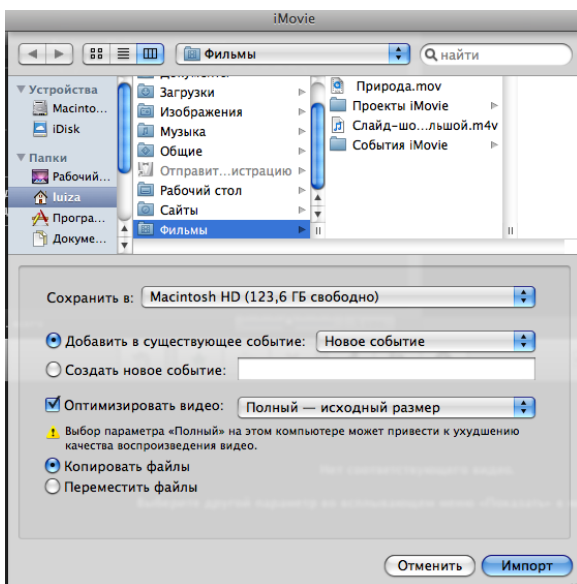 iMovie
Фильмы
найти
Устройства
Macinto...
iDisk
Папки
Рабочий...
luiza
Програ...
Докуме...
Загрузки
Изображения
Музыка
Общие
Отправит...истрацию
Рабочий стол
Сайты
Фильмы
Природа.mov
Проекты iMovie
Слайд-шо...льшой.m4v
События iMovie
Сохранить в: Macintosh HD (123,6 ГБ свободно)
Добавить в существующее событие: Новое событие
Создать новое событие:
Оптимизировать видео: Полный — исходный размер
Выбор параметра «Полный» на этом компьютере может привести к ухудшению
качества воспроизведения видео.
Копировать файлы
Переместить файлы
Нет соответствующего видео.
Отменить
Импорт